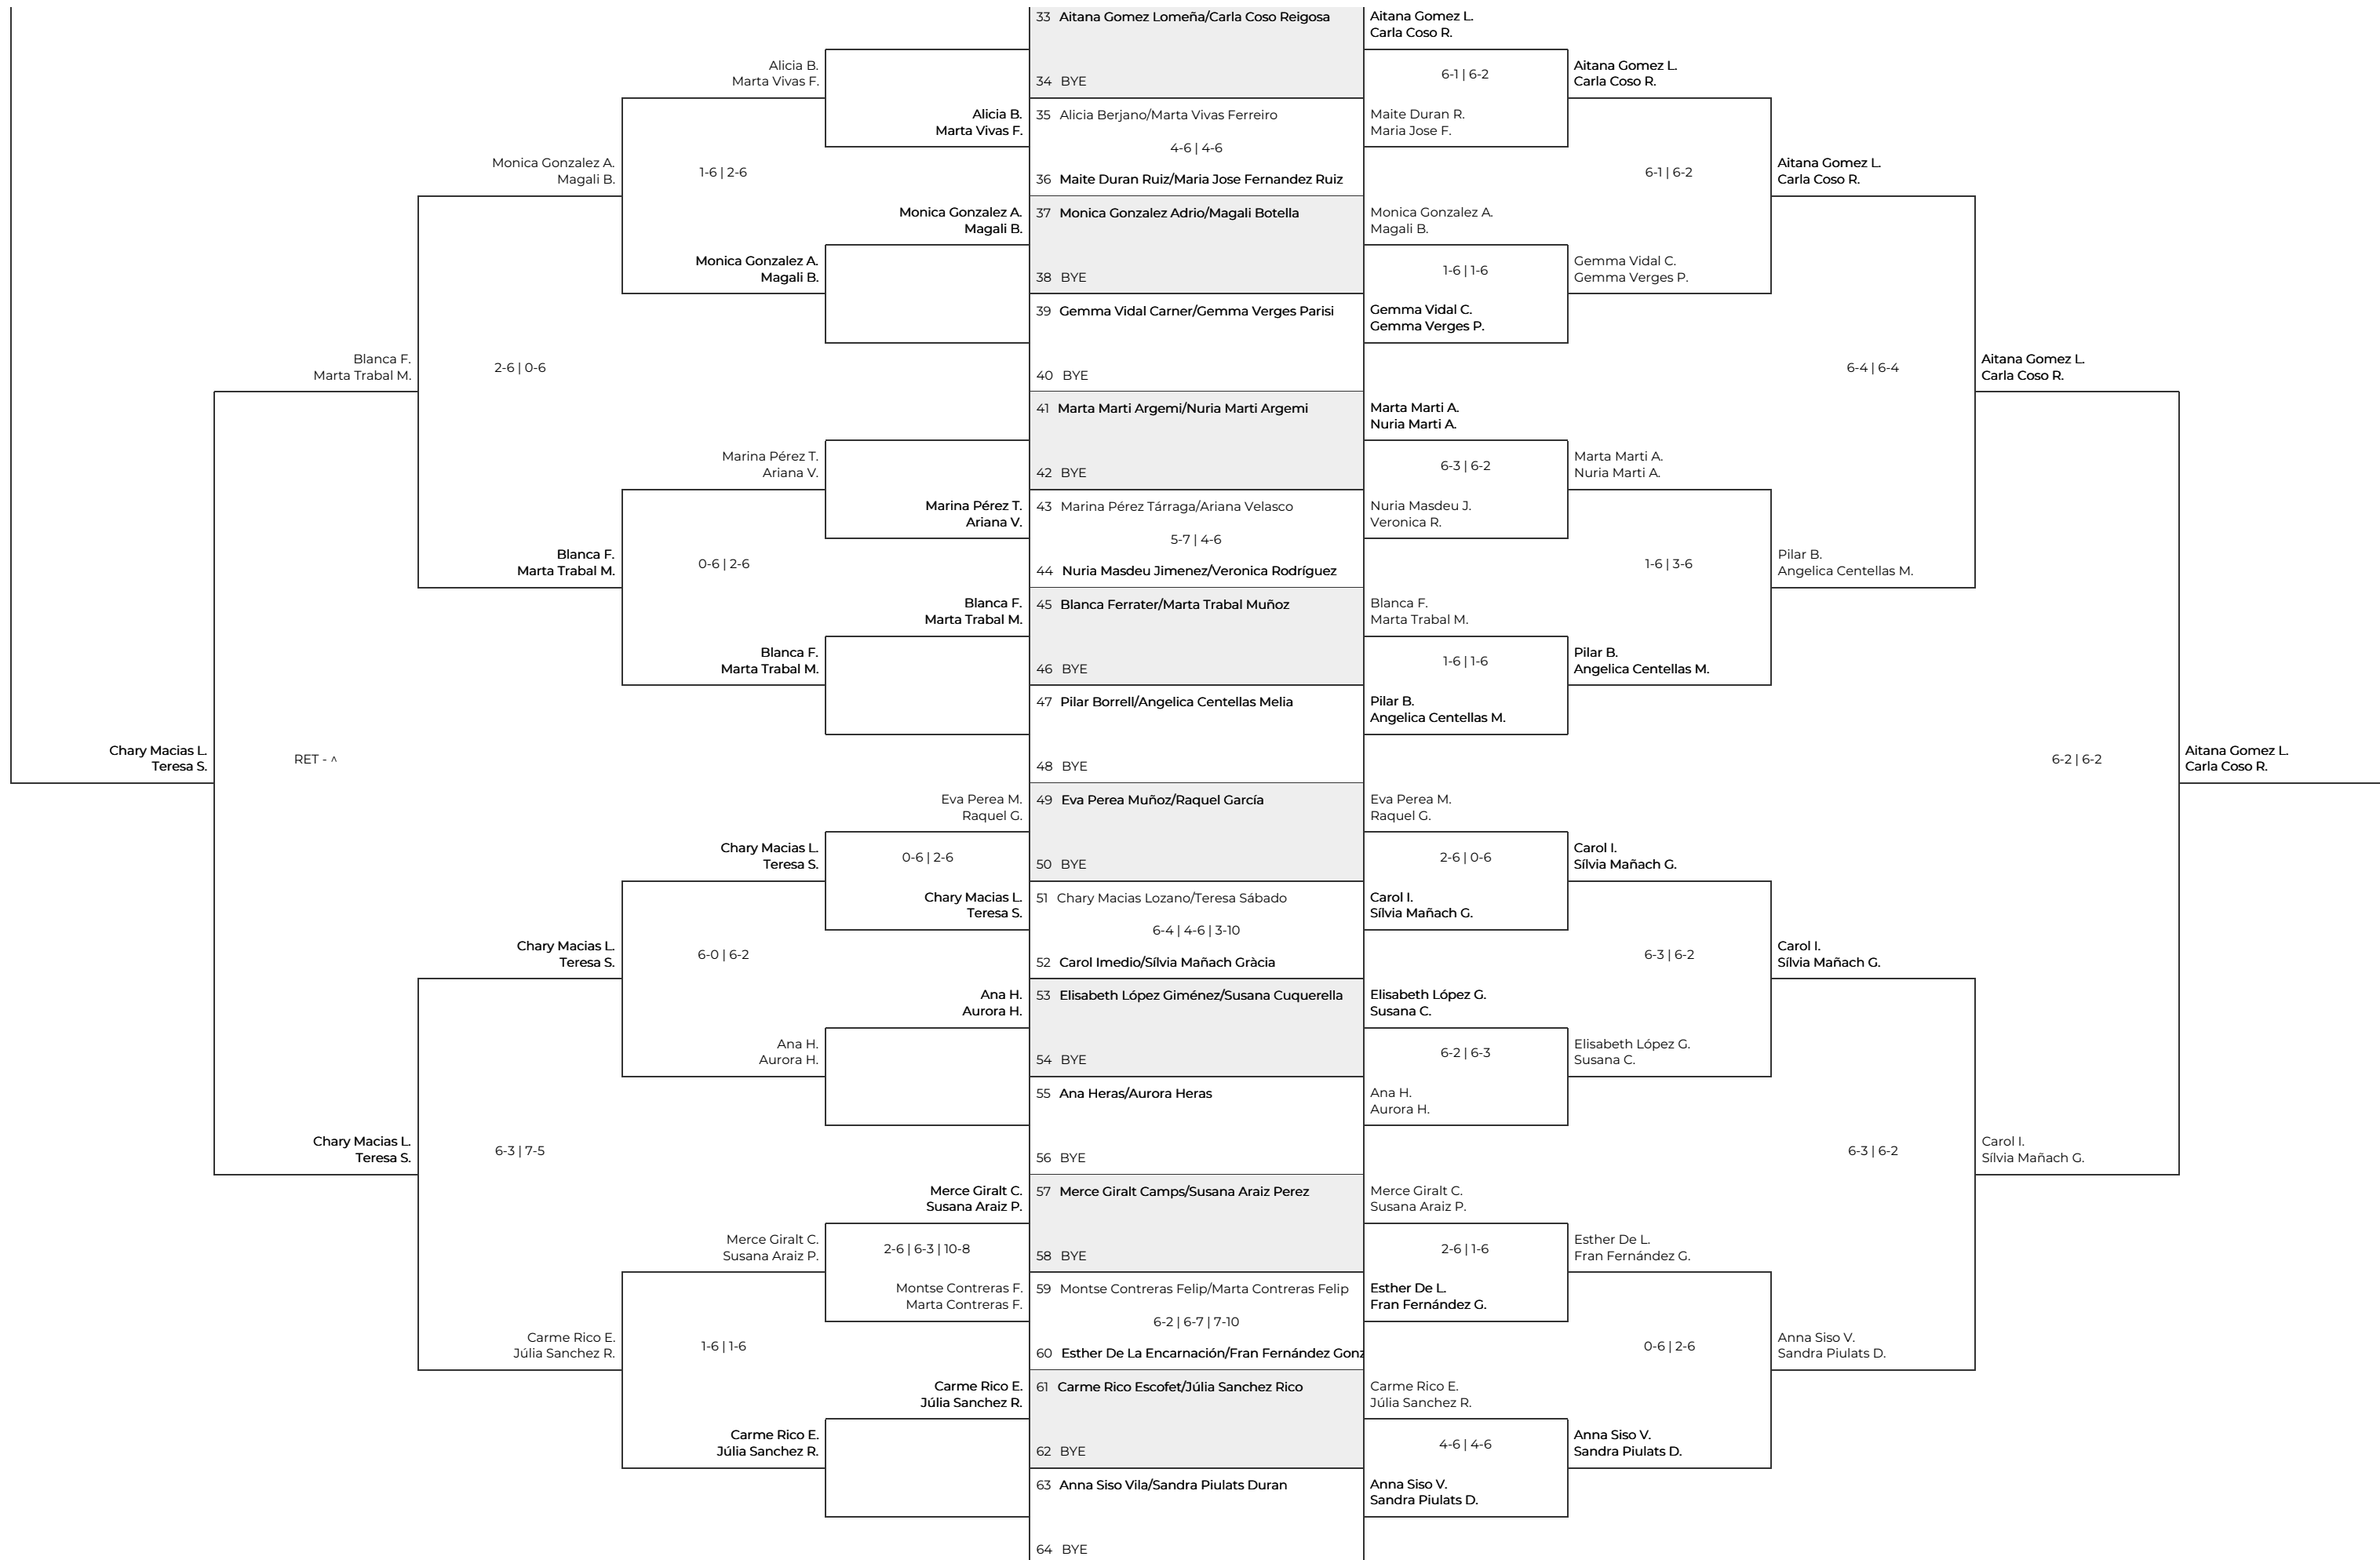 33 Aitana Gomez Lomeña/Carla Coso Reigosa
Aitana Gomez L.
Carla Coso R.
Alicia B.
Marta Vivas F.
34 BYE
6-1 | 6-2
Aitana Gomez L.
Carla Coso R.
Alicia B.
Marta Vivas F.
35 Alicia Berjano/Marta Vivas Ferreiro
Maite Duran R.
Maria Jose F.
4-6 | 4-6
Monica Gonzalez A.
Magali B.
1-6 | 2-6
36 Maite Duran Ruiz/Maria Jose Fernandez Ruiz
6-1 | 6-2
Aitana Gomez L.
Carla Coso R.
Monica Gonzalez A.
Magali B.
37 Monica Gonzalez Adrio/Magali Botella
Monica Gonzalez A.
Magali B.
Monica Gonzalez A.
Magali B.
38 BYE
1-6 | 1-6
Gemma Vidal C.
Gemma Verges P.
39 Gemma Vidal Carner/Gemma Verges Parisi
Gemma Vidal C.
Gemma Verges P.
Blanca F.
Marta Trabal M.
2-6 | 0-6
40 BYE
6-4 | 6-4
Aitana Gomez L.
Carla Coso R.
41 Marta Marti Argemi/Nuria Marti Argemi
Marta Marti A.
Nuria Marti A.
Marina Pérez T.
Ariana V.
42 BYE
6-3 | 6-2
Marta Marti A.
Nuria Marti A.
Marina Pérez T.
Ariana V.
43 Marina Pérez Tárraga/Ariana Velasco
Nuria Masdeu J.
Veronica R.
5-7 | 4-6
Blanca F.
Marta Trabal M.
0-6 | 2-6
44 Nuria Masdeu Jimenez/Veronica Rodríguez
1-6 | 3-6
Pilar B.
Angelica Centellas M.
Blanca F.
Marta Trabal M.
45 Blanca Ferrater/Marta Trabal Muñoz
Blanca F.
Marta Trabal M.
Blanca F.
Marta Trabal M.
46 BYE
1-6 | 1-6
Pilar B.
Angelica Centellas M.
47 Pilar Borrell/Angelica Centellas Melia
Pilar B.
Angelica Centellas M.
Chary Macias L.
Teresa S.
RET - ^
48 BYE
6-2 | 6-2
Aitana Gomez L.
Carla Coso R.
Eva Perea M.
Raquel G.
49 Eva Perea Muñoz/Raquel García
Eva Perea M.
Raquel G.
Chary Macias L.
Teresa S.
0-6 | 2-6
50 BYE
2-6 | 0-6
Carol I.
Sílvia Mañach G.
Chary Macias L.
Teresa S.
51 Chary Macias Lozano/Teresa Sábado
Carol I.
Sílvia Mañach G.
6-4 | 4-6 | 3-10
Chary Macias L.
Teresa S.
6-0 | 6-2
52 Carol Imedio/Sílvia Mañach Gràcia
6-3 | 6-2
Carol I.
Sílvia Mañach G.
Ana H.
Aurora H.
53 Elisabeth López Giménez/Susana Cuquerella
Elisabeth López G.
Susana C.
Ana H.
Aurora H.
54 BYE
6-2 | 6-3
Elisabeth López G.
Susana C.
55 Ana Heras/Aurora Heras
Ana H.
Aurora H.
Chary Macias L.
Teresa S.
6-3 | 7-5
56 BYE
6-3 | 6-2
Carol I.
Sílvia Mañach G.
Merce Giralt C.
Susana Araiz P.
57 Merce Giralt Camps/Susana Araiz Perez
Merce Giralt C.
Susana Araiz P.
Merce Giralt C.
Susana Araiz P.
2-6 | 6-3 | 10-8
58 BYE
2-6 | 1-6
Esther De L.
Fran Fernández G.
Montse Contreras F.
Marta Contreras F.
59 Montse Contreras Felip/Marta Contreras Felip
Esther De L.
Fran Fernández G.
6-2 | 6-7 | 7-10
Carme Rico E.
Júlia Sanchez R.
1-6 | 1-6
60 Esther De La Encarnación/Fran Fernández Gonz
0-6 | 2-6
Anna Siso V.
Sandra Piulats D.
Carme Rico E.
Júlia Sanchez R.
61 Carme Rico Escofet/Júlia Sanchez Rico
Carme Rico E.
Júlia Sanchez R.
Carme Rico E.
Júlia Sanchez R.
62 BYE
4-6 | 4-6
Anna Siso V.
Sandra Piulats D.
63 Anna Siso Vila/Sandra Piulats Duran
Anna Siso V.
Sandra Piulats D.
64 BYE